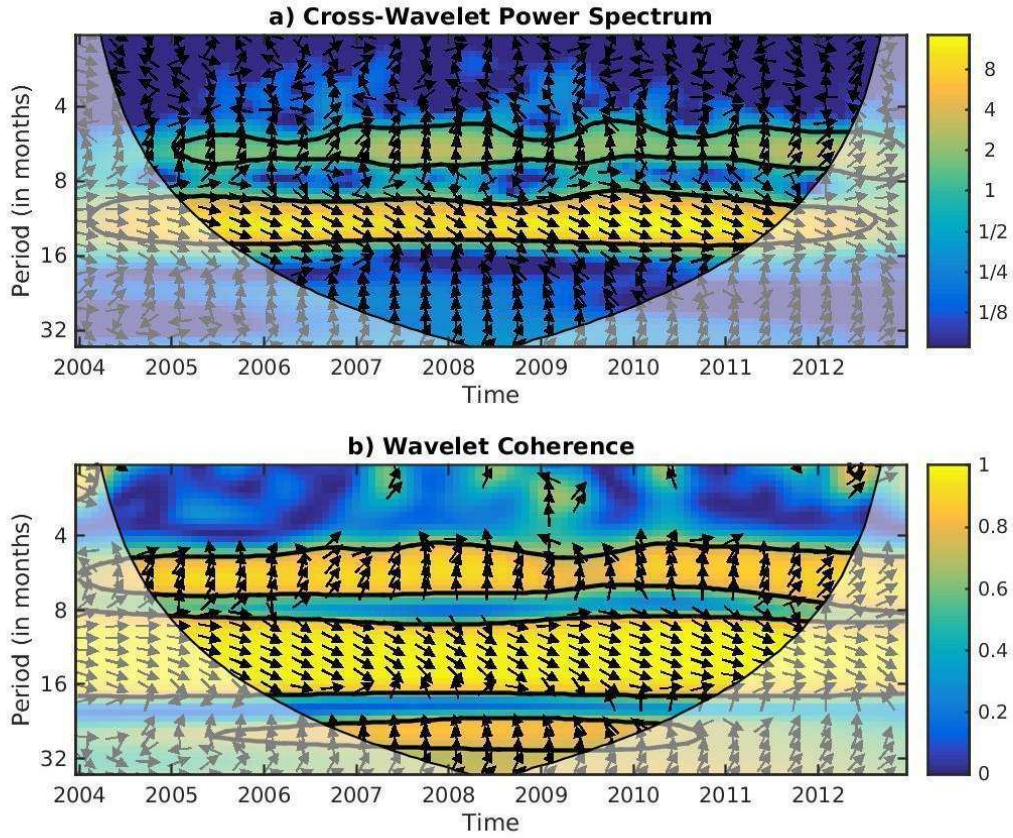 a) Cross-Wavelet Power Spectrum
Period (in months)
4
8
16
32
2004 2005 2006 2007 2008 2009 2010 2011 2012
Time
8
4
2
1
1/2
1/4
1/8
b) Wavelet Coherence
Period (in months)
4
8
16
32
2004 2005 2006 2007 2008 2009 2010 2011 2012
Time
1
0.8
0.6
0.4
0.2
0